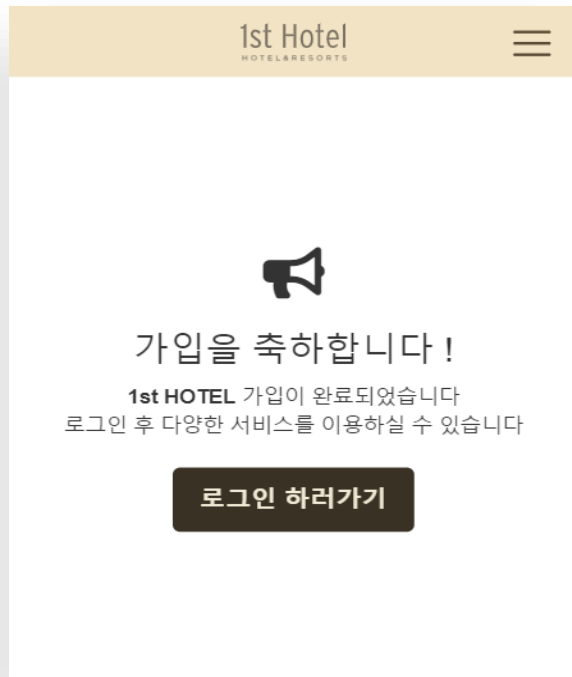 1st Hotel
HOTEL&RESORTS
가입을 축하합니다 !
1st HOTEL 가입이 완료되었습니다
로그인 후 다양한 서비스를 이용하실 수 있습니다
로그인 하러가기